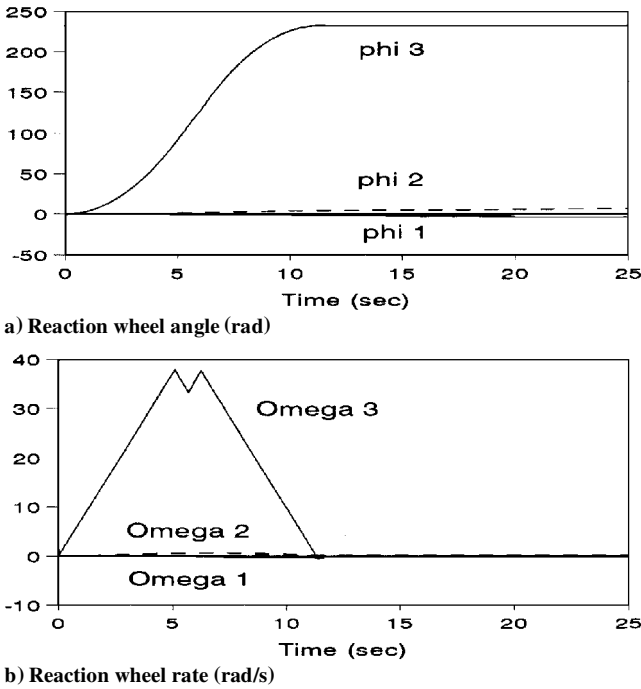 250
200
150
100
50
0
-50
phi 3
phi 2
phi 1
0 5 10 15 20 25
Time (sec)
a) Reaction wheel angle (rad)
40
30
20
10
0
-10
Omega 3
Omega 2
Omega 1
0 5 10 15 20 25
Time (sec)
b) Reaction wheel rate (rad/s)